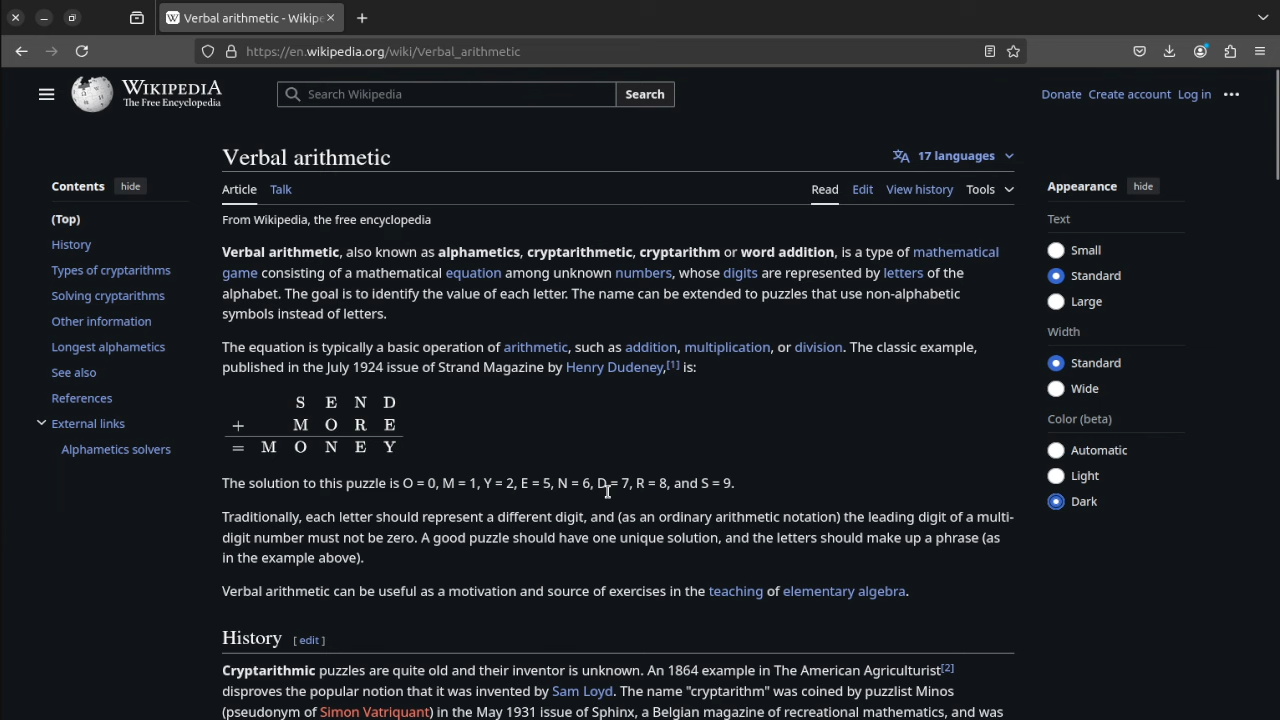 Verbal arithmetic - Wikipe
https://en.wikipedia.org/wiki/Verbal_arithmetic
WIKIPEDIA
The Free Encyclopedia
Search Wikipedia
Search
Donate Create account Log in
Verbal arithmetic
17 languages
Contents hide
(Top)
History
Types of cryptarithms
Solving cryptarithms
Other information
Longest alphametics
See also
References
External links
Alphametics solvers
Article Talk
Read Edit View history Tools
From Wikipedia, the free encyclopedia
Verbal arithmetic, also known as alphametics, cryptarithmetic, cryptarithm or word addition, is a type of mathematical
game consisting of a mathematical equation among unknown numbers, whose digits are represented by letters of the
alphabet. The goal is to identify the value of each letter. The name can be extended to puzzles that use non-alphabetic
symbols instead of letters.
The equation is typically a basic operation of arithmetic, such as addition, multiplication, or division. The classic example,
published in the July 1924 issue of Strand Magazine by Henry Dudeney,[1] is:
S E N D
+ M O R E
= M O N E Y
The solution to this puzzle is O = 0, M = 1, Y = 2, E = 5, N = 6, D = 7, R = 8, and S = 9.
Traditionally, each letter should represent a different digit, and (as an ordinary arithmetic notation) the leading digit of a multi-
digit number must not be zero. A good puzzle should have one unique solution, and the letters should make up a phrase (as
in the example above).
Verbal arithmetic can be useful as a motivation and source of exercises in the teaching of elementary algebra.
History [ edit ]
Cryptarithmic puzzles are quite old and their inventor is unknown. An 1864 example in The American Agriculturist[2]
disproves the popular notion that it was invented by Sam Loyd. The name "cryptarithm" was coined by puzzlist Minos
(pseudonym of Simon Vatriquant) in the May 1931 issue of Sphinx, a Belgian magazine of recreational mathematics, and was
Appearance hide
Text
Small
Standard
Large
Width
Standard
Wide
Color (beta)
Automatic
Light
Dark